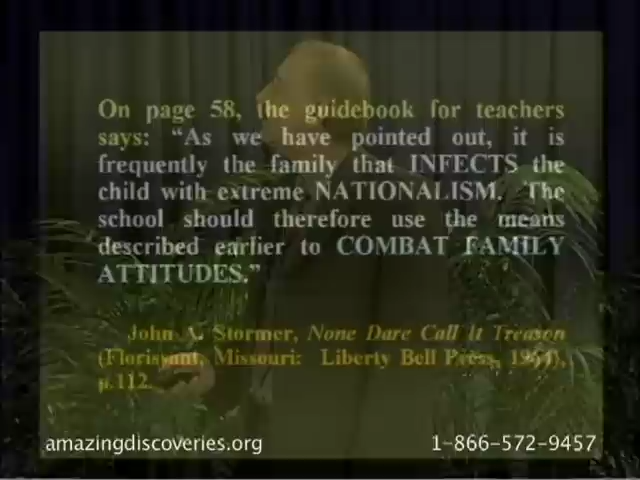 On page 58, the guidebook for teachers
says: “As we have pointed out, it is
frequently the family that INFECTS the
child with extreme NATIONALISM. The
school should therefore use the means
described earlier to COMBAT FAMILY
ATTITUDES.”
John A. Stormer, None Dare Call It Treason
(Florissant, Missouri: Liberty Bell Press, 1964),
p.112.
amazingdiscoveries.org
1-866-572-9457